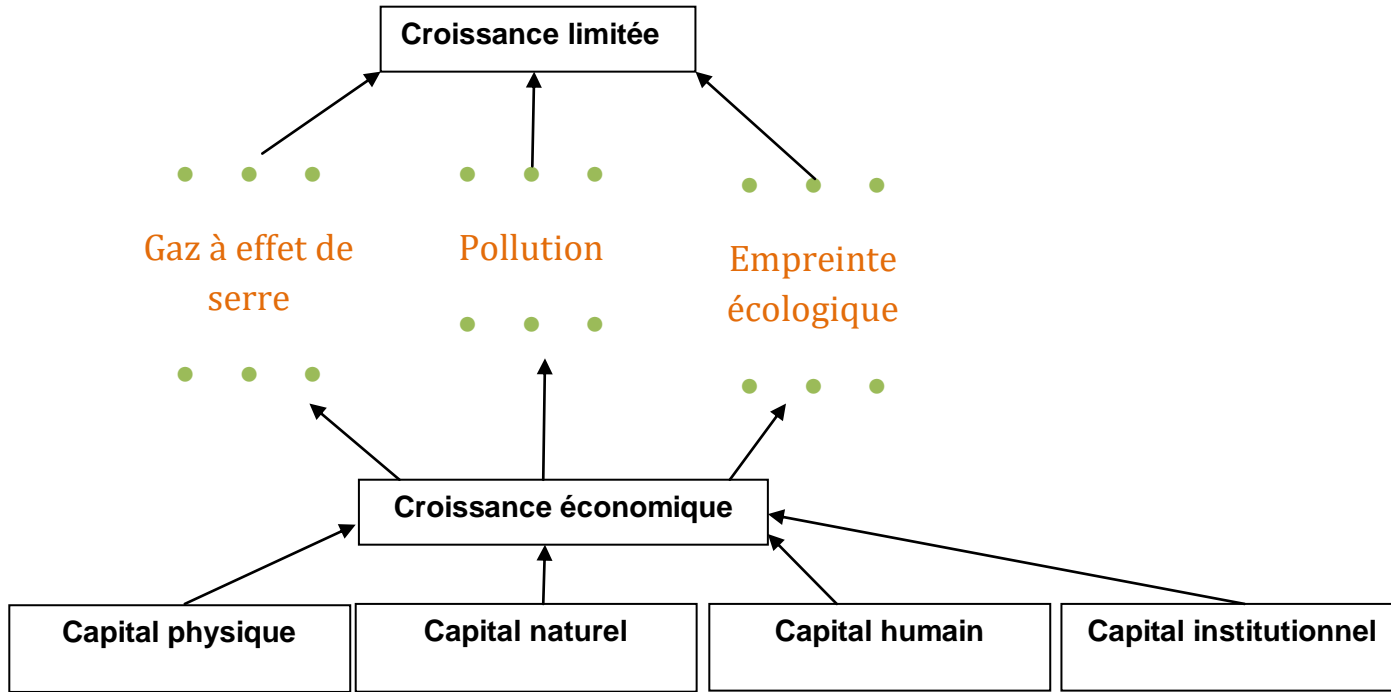 Croissance limitée
Gaz à effet de
serre
Pollution
Empreinte
écologique
Croissance économique
Capital physique
Capital naturel
Capital humain
Capital institutionnel